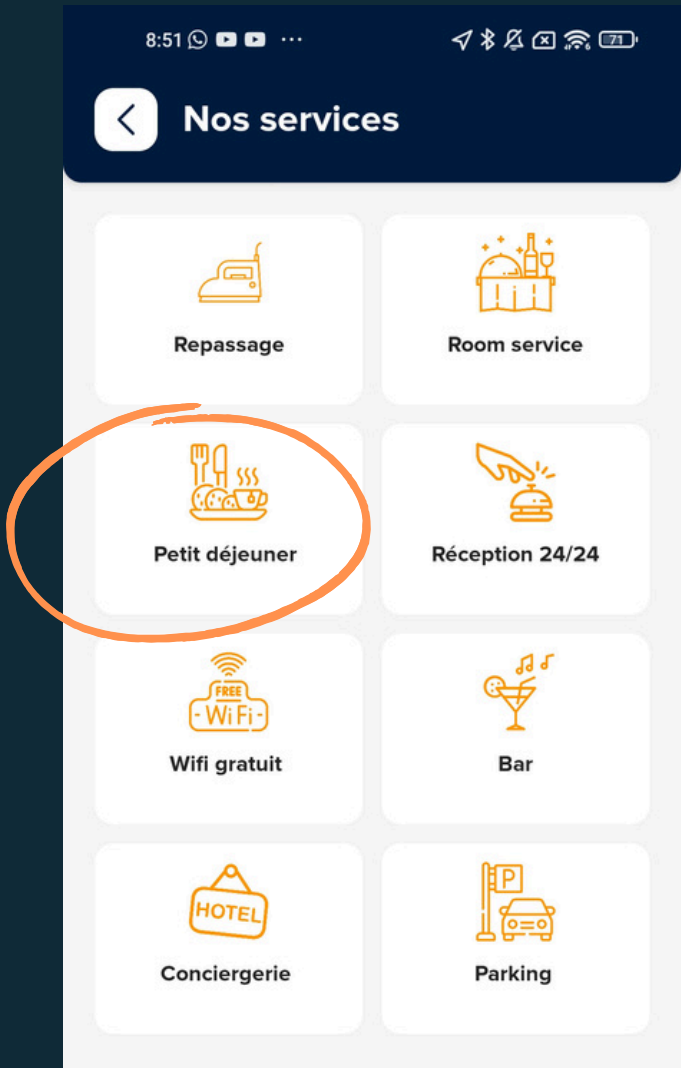 8:51
71
Nos services
Repassage
Room service
Petit déjeuner
Réception 24/24
FREE
- WiFi -
Wifi gratuit
Bar
HOTEL
P
Conciergerie
Parking